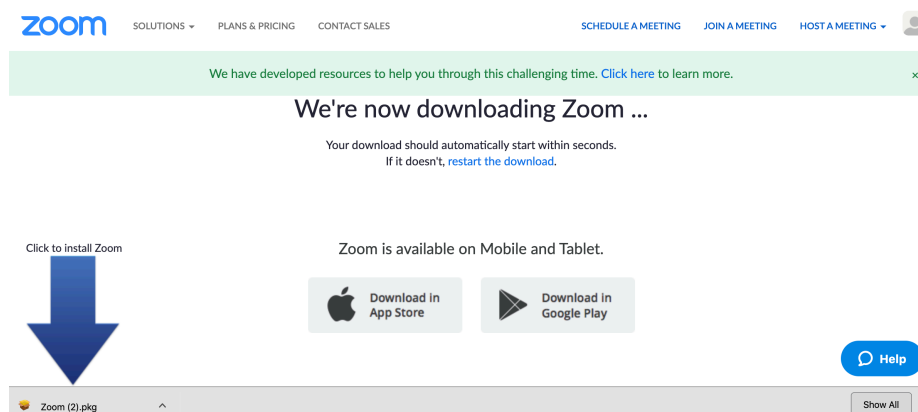 zoom
SOLUTIONS
PLANS & PRICING
CONTACT SALES
SCHEDULE A MEETING
JOIN A MEETING
HOST A MEETING
We have developed resources to help you through this challenging time. Click here to learn more.
×
We're now downloading Zoom ...
Your download should automatically start within seconds.
If it doesn't, restart the download.
Click to install Zoom
Zoom is available on Mobile and Tablet.
Download in
App Store
Download in
Google Play
Help
Zoom (2).pkg
Show All